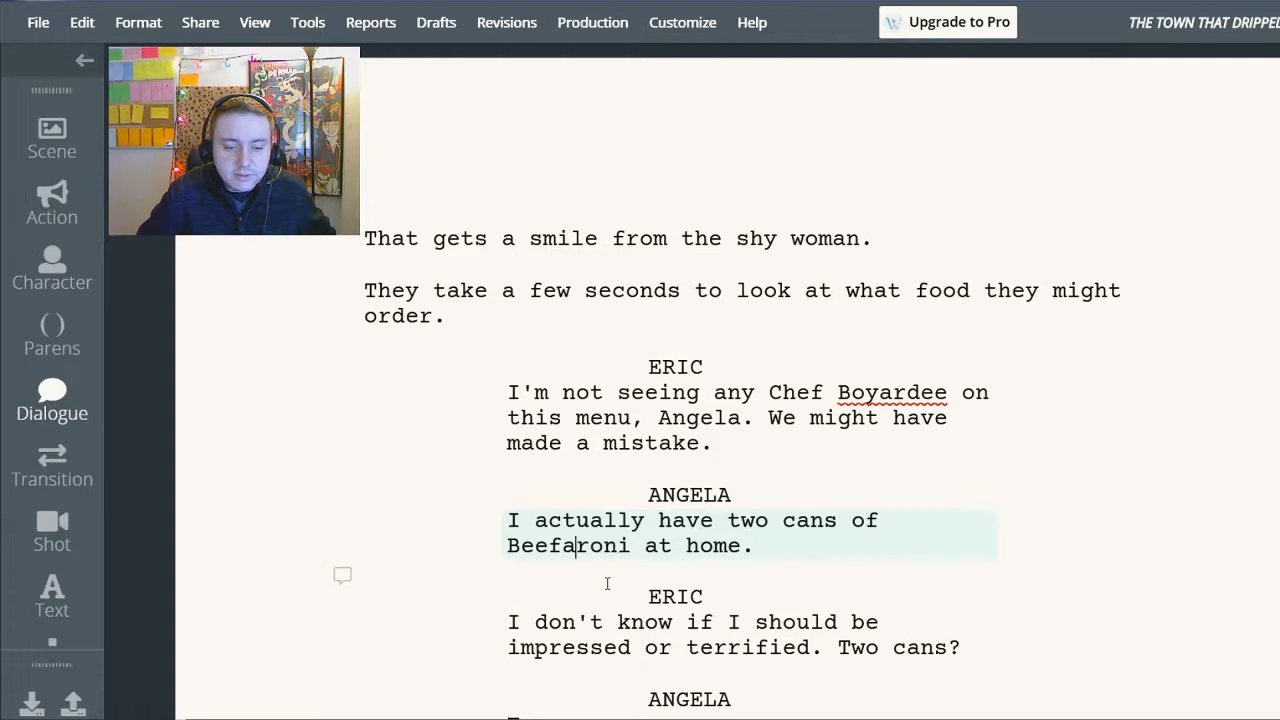 File Edit Format Share View Tools Reports Drafts Revisions Production Customize Help
Upgrade to Pro
THE TOWN THAT DRIPPED
Scene
Action
Character
Parens
Dialogue
Transition
Shot
Text
That gets a smile from the shy woman.
They take a few seconds to look at what food they might
order.
ERIC
I'm not seeing any Chef Boyardee on
this menu, Angela. We might have
made a mistake.
ANGELA
I actually have two cans of
Beefaroni at home.
ERIC
I don't know if I should be
impressed or terrified. Two cans?
ANGELA